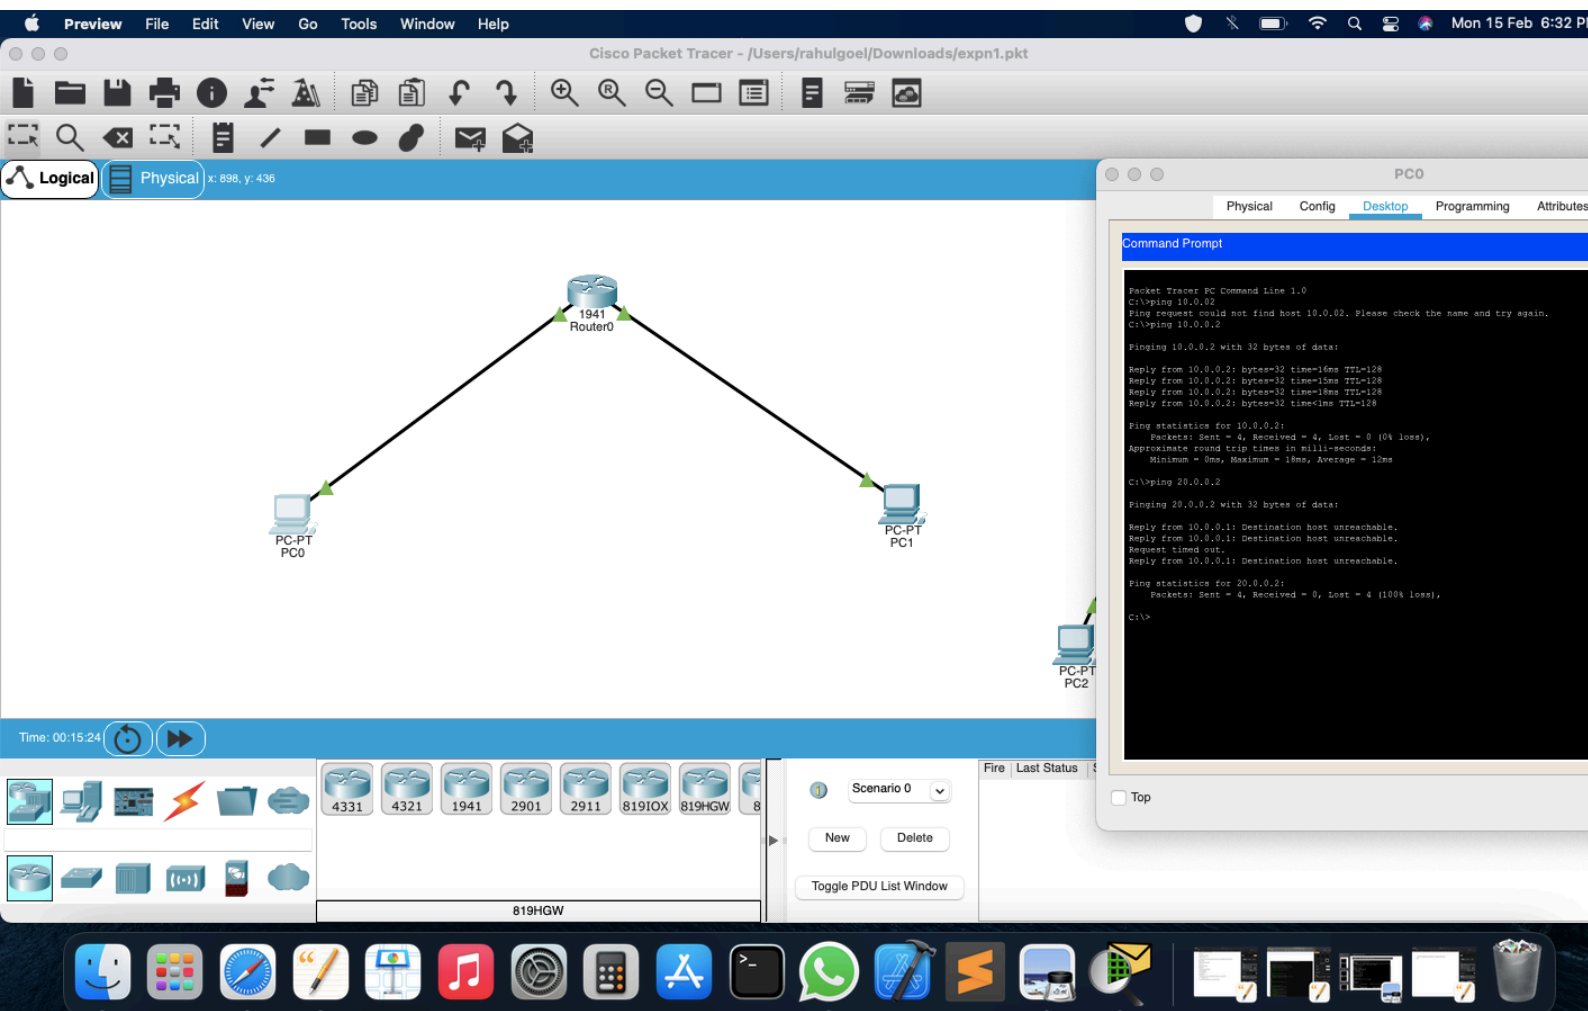 Preview File Edit View Go Tools Window Help
Mon 15 Feb 6:32 PM
Cisco Packet Tracer - /Users/rahulgoel/Downloads/expn1.pkt
Logical Physical x: 898, y: 436
1941
Router0
PC-PT
PC0
PC-PT
PC1
PC-PT
PC2
PC0
Physical Config Desktop Programming Attributes
Command Prompt
Packet Tracer PC Command Line 1.0
C:\>ping 10.0.02
Ping request could not find host 10.0.02. Please check the name and try again.
C:\>ping 10.0.0.2
Pinging 10.0.0.2 with 32 bytes of data:
Reply from 10.0.0.2: bytes=32 time=16ms TTL=128
Reply from 10.0.0.2: bytes=32 time=15ms TTL=128
Reply from 10.0.0.2: bytes=32 time=18ms TTL=128
Reply from 10.0.0.2: bytes=32 time<1ms TTL=128
Ping statistics for 10.0.0.2:
Packets: Sent = 4, Received = 4, Lost = 0 (0% loss),
Approximate round trip times in milli-seconds:
Minimum = 0ms, Maximum = 18ms, Average = 12ms
C:\>ping 20.0.0.2
Pinging 20.0.0.2 with 32 bytes of data:
Reply from 10.0.0.1: Destination host unreachable.
Reply from 10.0.0.1: Destination host unreachable.
Request timed out.
Reply from 10.0.0.1: Destination host unreachable.
Ping statistics for 20.0.0.2:
Packets: Sent = 4, Received = 0, Lost = 4 (100% loss),
C:\>
Top
Time: 00:15:24
4331 4321 1941 2901 2911 819IOX 819HGW 8
819HGW
Scenario 0
New Delete
Toggle PDU List Window
Fire Last Status